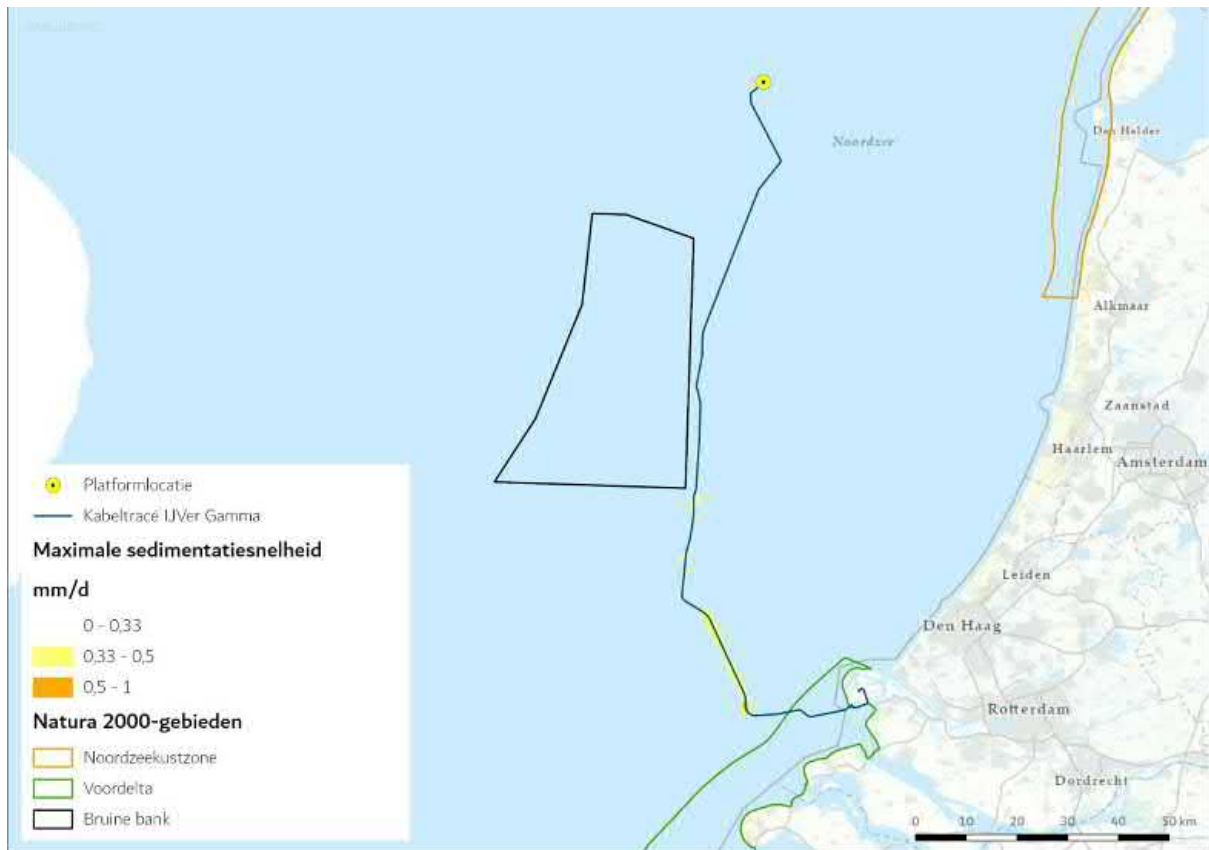 Noordzee
Den Helder
Alkmaar
Zaanstad
Haarlem
Amsterdam
Leiden
Den Haag
Rotterdam
Dordrecht
Platformlocatie
Kabeltracé IJVer Gamma
Maximale sedimentatiesnelheid
mm/d
0 - 0,33
0,33 - 0,5
0,5 - 1
Natura 2000-gebieden
Noordzeekustzone
Voordelta
Bruine bank
0 10 20 30 40 50 km